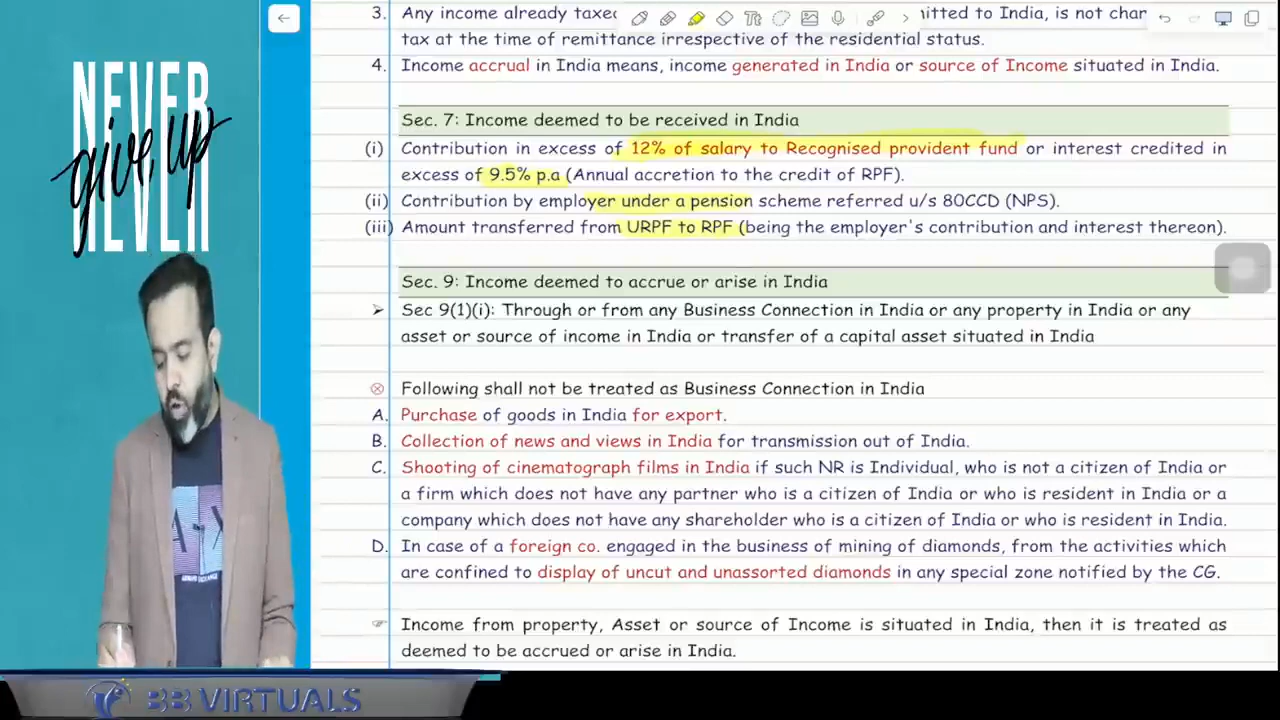 NEVER
give up
NEVER
3. Any income already taxed itted to India, is not char
tax at the time of remittance irrespective of the residential status.
4. Income accrual in India means, income generated in India or source of Income situated in India.
Sec. 7: Income deemed to be received in India
(i) Contribution in excess of 12% of salary to Recognised provident fund or interest credited in
excess of 9.5% p.a (Annual accretion to the credit of RPF).
(ii) Contribution by employer under a pension scheme referred u/s 80CCD (NPS).
(iii) Amount transferred from URPF to RPF (being the employer's contribution and interest thereon).
Sec. 9: Income deemed to accrue or arise in India
➢ Sec 9(1)(i): Through or from any Business Connection in India or any property in India or any
asset or source of income in India or transfer of a capital asset situated in India
⊗ Following shall not be treated as Business Connection in India
A. Purchase of goods in India for export.
B. Collection of news and views in India for transmission out of India.
C. Shooting of cinematograph films in India if such NR is Individual, who is not a citizen of India or
a firm which does not have any partner who is a citizen of India or who is resident in India or a
company which does not have any shareholder who is a citizen of India or who is resident in India.
D. In case of a foreign co. engaged in the business of mining of diamonds, from the activities which
are confined to display of uncut and unassorted diamonds in any special zone notified by the CG.
☞ Income from property, Asset or source of Income is situated in India, then it is treated as
deemed to be accrued or arise in India.
A|X
ARMANI EXCHANGE
BB VIRTUALS